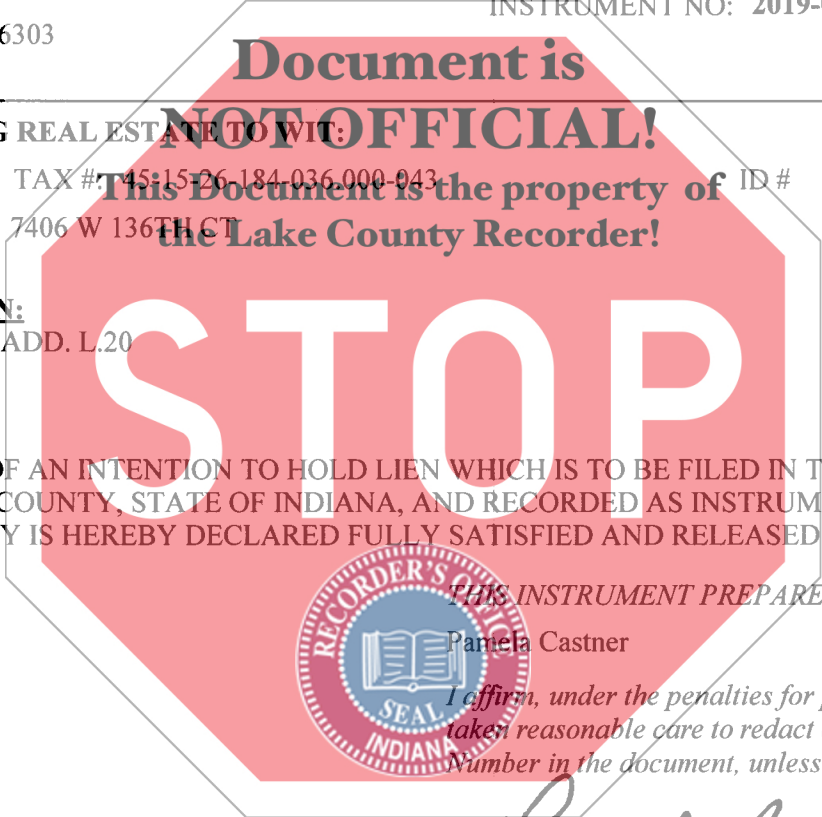 INSTRUMENT NO: 2019-
6303
Document is
NOT OFFICIAL!
REAL ESTATE TO WIT:
This Document is the property of
TAX #: 45-15-26-184-036.000-043 ID #
the Lake County Recorder!
7406 W 136TH CT
N:
ADD. L.20
STOP
OF AN INTENTION TO HOLD LIEN WHICH IS TO BE FILED IN T
COUNTY, STATE OF INDIANA, AND RECORDED AS INSTRUM
Y IS HEREBY DECLARED FULLY SATISFIED AND RELEASED
RECORDER'S OFFICE
SEAL
INDIANA
THIS INSTRUMENT PREPARE
Pamela Castner
I affirm, under the penalties for
taken reasonable care to redact
Number in the document, unless